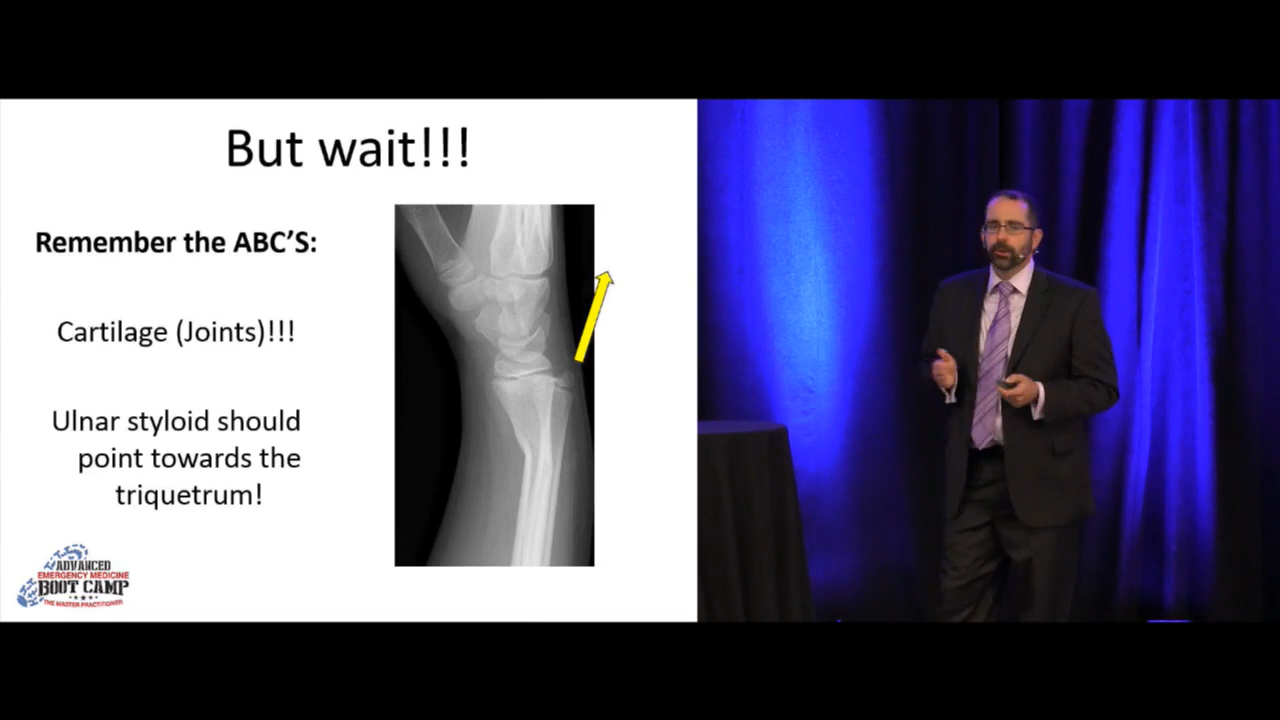 But wait!!!
Remember the ABC’S:
Cartilage (Joints)!!!
Ulnar styloid should
point towards the
triquetrum!
ADVANCED
EMERGENCY MEDICINE
BOOT CAMP
THE MASTER PRACTITIONER